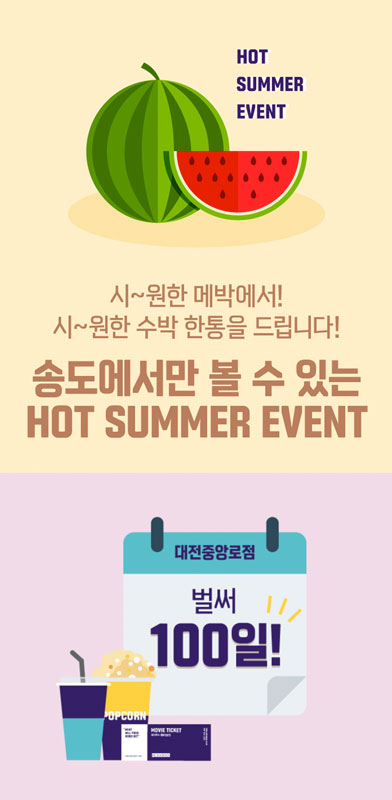 HOT
SUMMER
EVENT
시~원한 메박에서!
시~원한 수박 한통을 드립니다!
송도에서만 볼 수 있는
HOT SUMMER EVENT
대전중앙로점
벌써
100일!
POPCORN
MOVIE TICKET